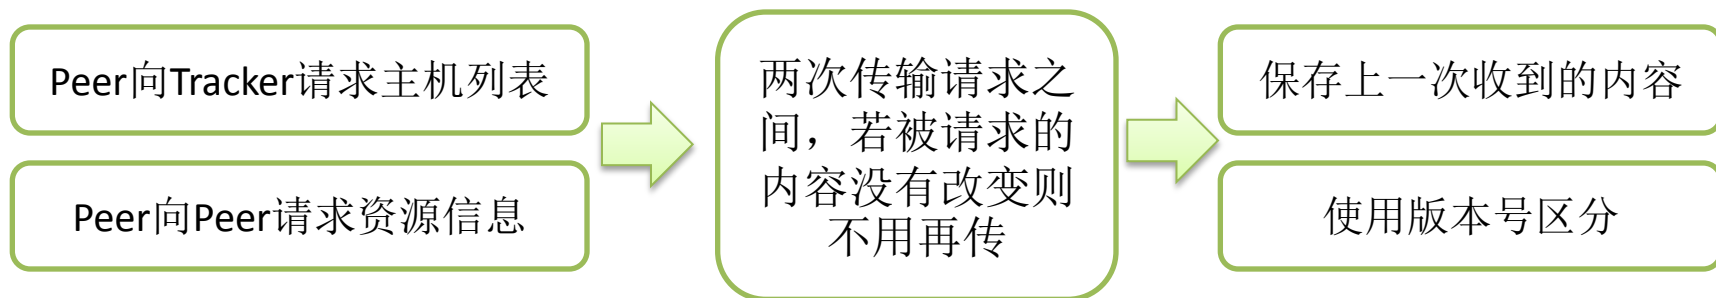 Peer向Tracker请求主机列表
Peer向Peer请求资源信息
两次传输请求之
间，若被请求的
内容没有改变则
不用再传
保存上一次收到的内容
使用版本号区分